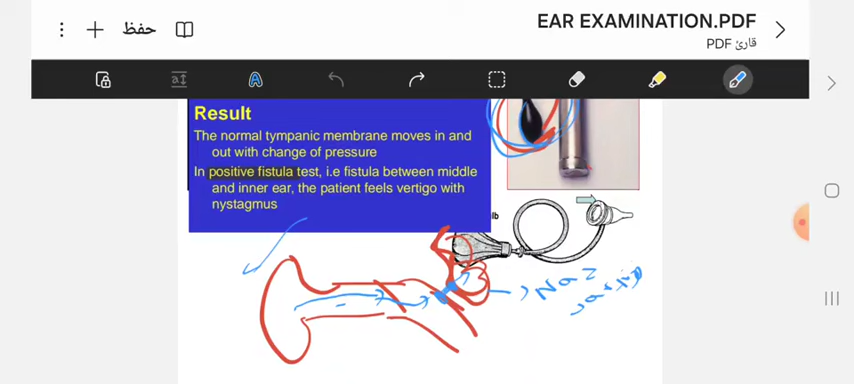 EAR EXAMINATION.PDF
قارئ PDF
حفظ
Result
The normal tympanic membrane moves in and
out with change of pressure
In positive fistula test, i.e fistula between middle
and inner ear, the patient feels vertigo with
nystagmus
lb